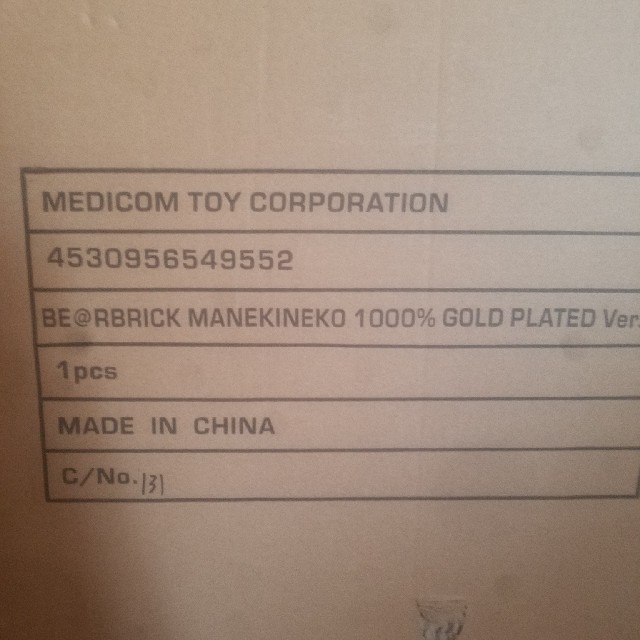 MEDICOM TOY CORPORATION
4530956549552
BE@RBRICK MANEKINEKO 1000% GOLD PLATED Ver.
1pcs
MADE IN CHINA
C/No. 131